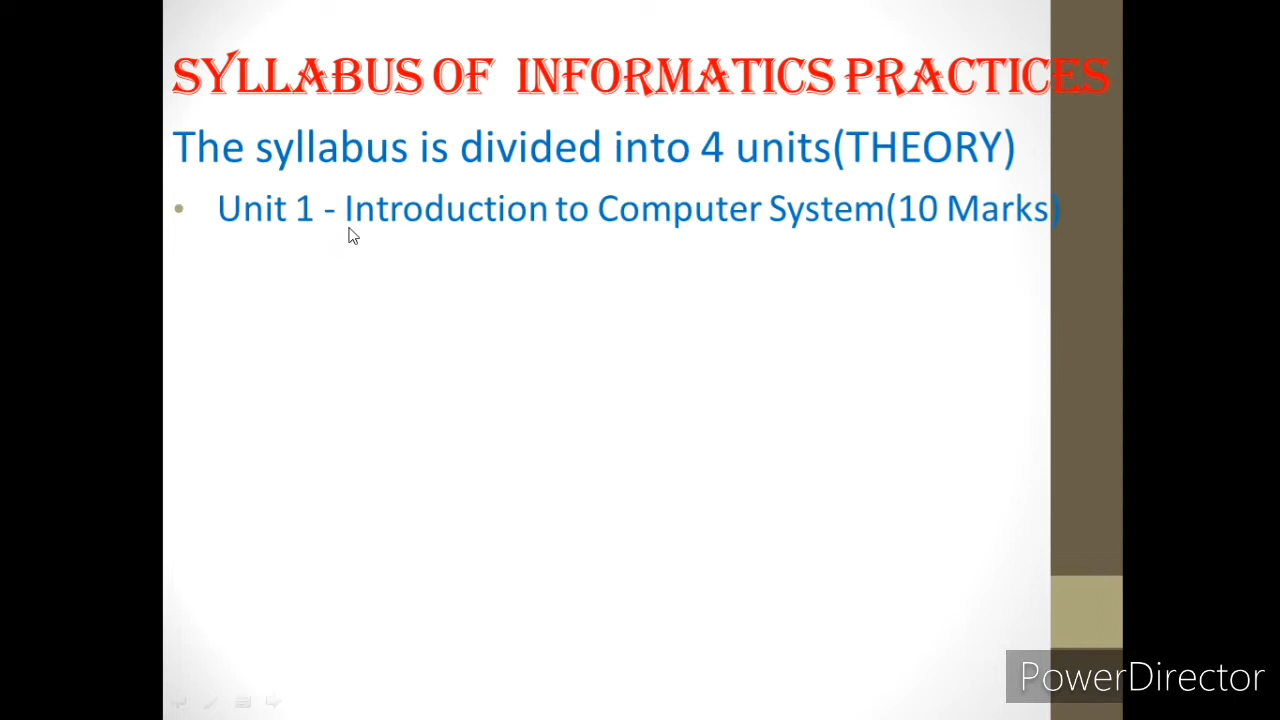 SYLLABUS OF INFORMATICS PRACTICES
The syllabus is divided into 4 units(THEORY)
• Unit 1 - Introduction to Computer System(10 Marks)
PowerDirector